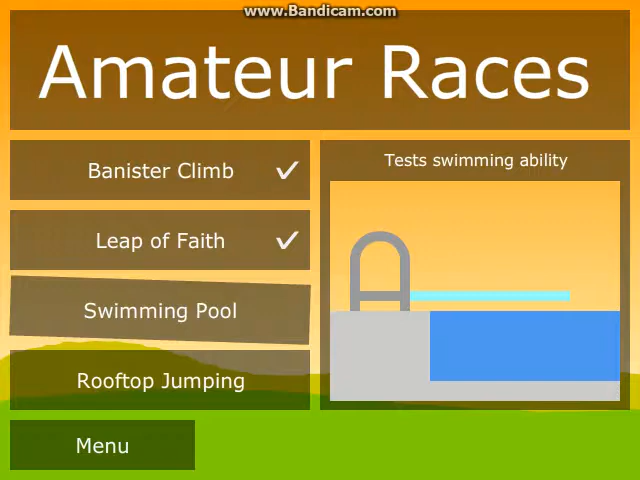 www.Bandicam.com
Amateur Races
Banister Climb
Tests swimming ability
Leap of Faith
Swimming Pool
Rooftop Jumping
Menu